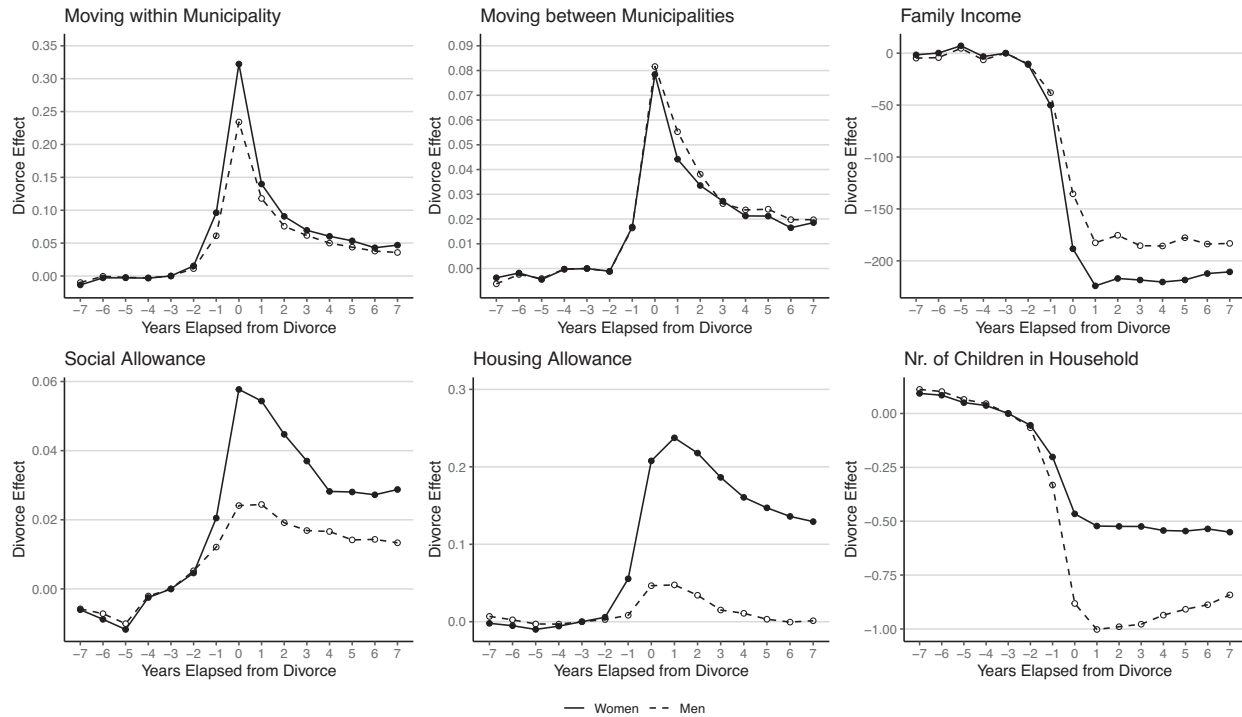 Moving within Municipality
Divorce Effect
0.35
0.30
0.25
0.20
0.15
0.10
0.05
0.00
−7 −6 −5 −4 −3 −2 −1 0 1 2 3 4 5 6 7
Years Elapsed from Divorce
Moving between Municipalities
Divorce Effect
0.09
0.08
0.07
0.06
0.05
0.04
0.03
0.02
0.01
0.00
−7 −6 −5 −4 −3 −2 −1 0 1 2 3 4 5 6 7
Years Elapsed from Divorce
Family Income
Divorce Effect
0
−50
−100
−150
−200
−7 −6 −5 −4 −3 −2 −1 0 1 2 3 4 5 6 7
Years Elapsed from Divorce
Social Allowance
Divorce Effect
0.06
0.04
0.02
0.00
−7 −6 −5 −4 −3 −2 −1 0 1 2 3 4 5 6 7
Years Elapsed from Divorce
Housing Allowance
Divorce Effect
0.3
0.2
0.1
0.0
−7 −6 −5 −4 −3 −2 −1 0 1 2 3 4 5 6 7
Years Elapsed from Divorce
Nr. of Children in Household
Divorce Effect
0.00
−0.25
−0.50
−0.75
−1.00
−7 −6 −5 −4 −3 −2 −1 0 1 2 3 4 5 6 7
Years Elapsed from Divorce
Women Men